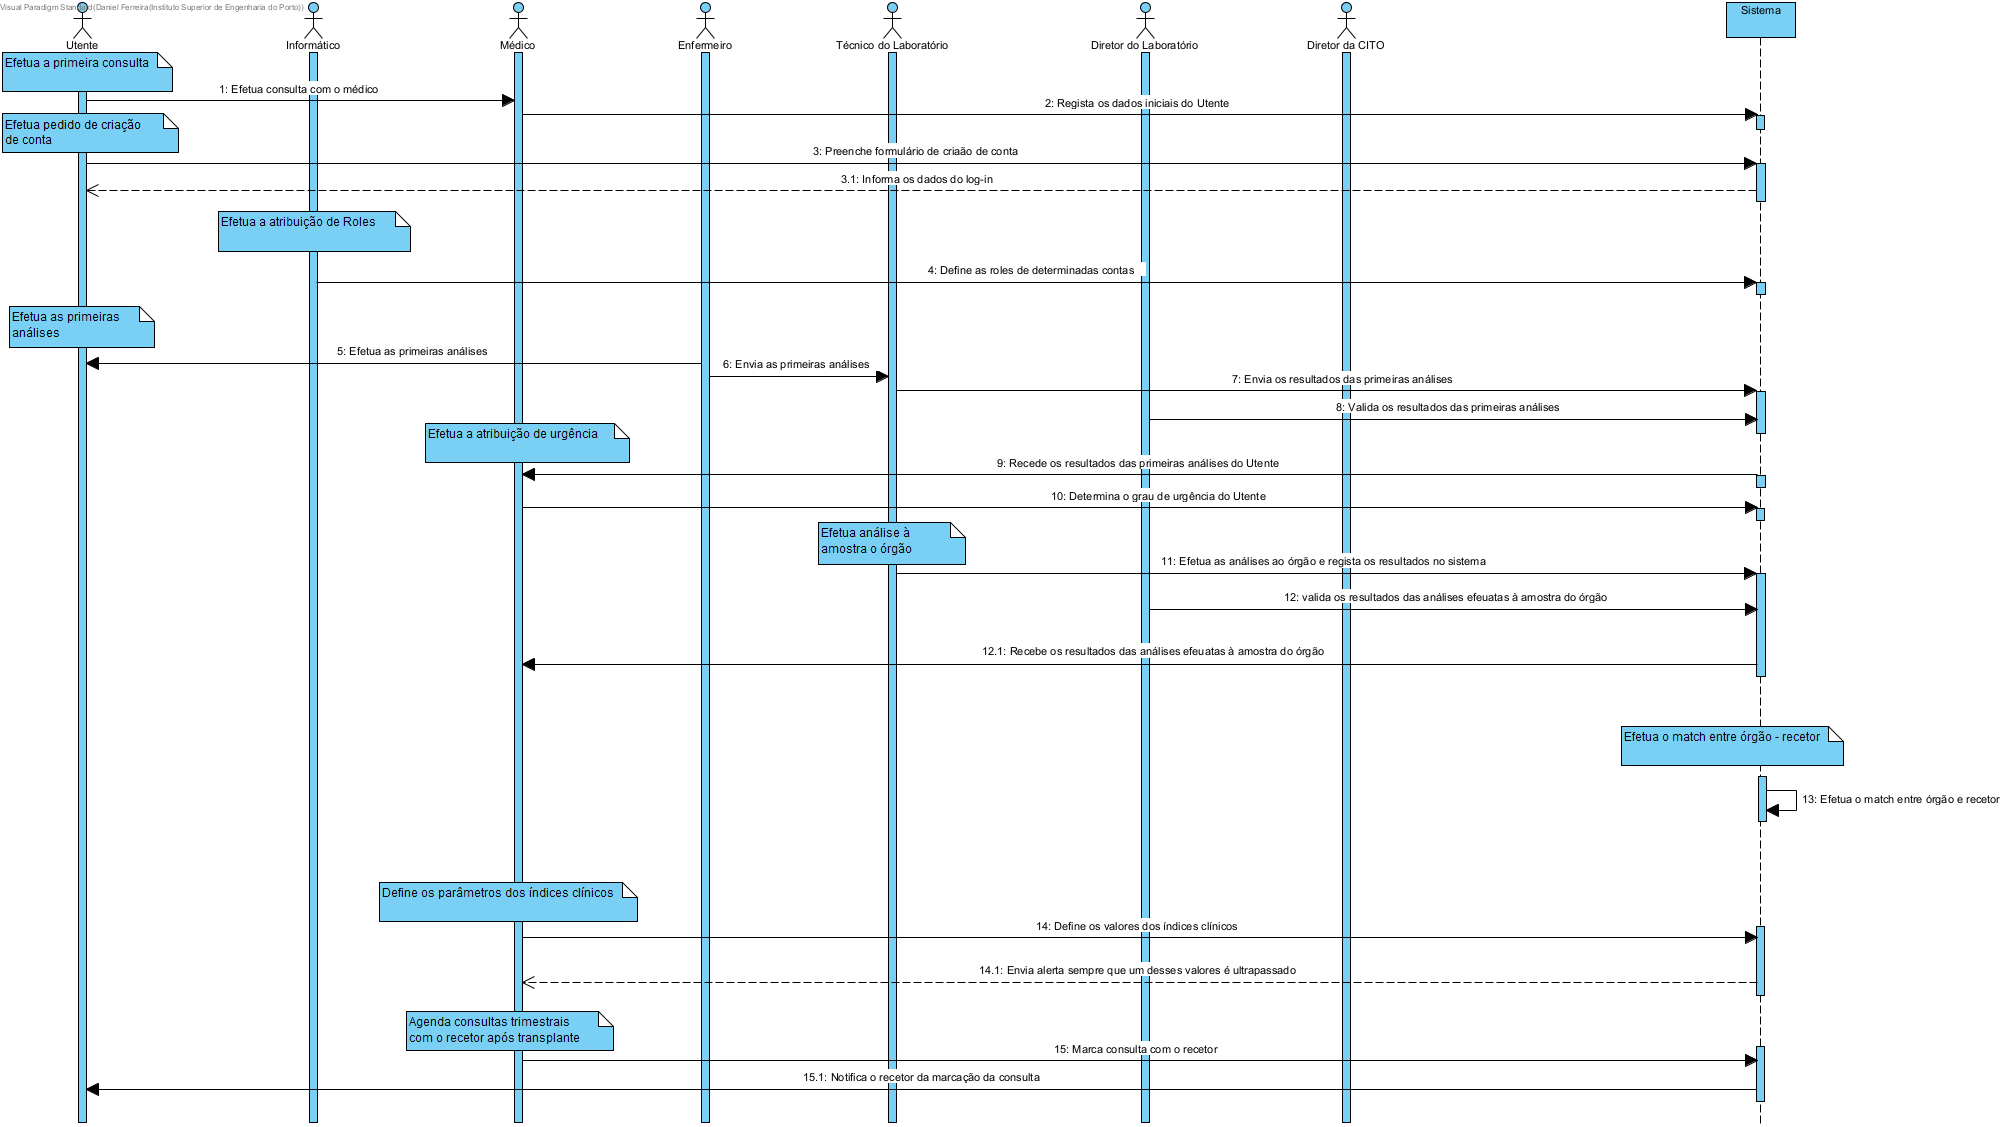 Visual Paradigm Standard(Daniel Ferreira(Instituto Superior de Engenharia do Porto))
Utente
Informático
Médico
Enfermeiro
Técnico do Laboratório
Diretor do Laboratório
Diretor da CITO
Sistema
Efetua a primeira consulta
1: Efetua consulta com o médico
2: Regista os dados iniciais do Utente
Efetua pedido de criação
de conta
3: Preenche formulário de criaão de conta
3.1: Informa os dados do log-in
Efetua a atribuição de Roles
4: Define as roles de determinadas contas
Efetua as primeiras
análises
5: Efetua as primeiras análises
6: Envia as primeiras análises
7: Envia os resultados das primeiras análises
8: Valida os resultados das primeiras análises
Efetua a atribuição de urgência
9: Recede os resultados das primeiras análises do Utente
10: Determina o grau de urgência do Utente
Efetua análise à
amostra o órgão
11: Efetua as análises ao órgão e regista os resultados no sistema
12: valida os resultados das análises efeuatas à amostra do órgão
12.1: Recebe os resultados das análises efeuatas à amostra do órgão
Efetua o match entre órgão - recetor
13: Efetua o match entre órgão e recetor
Define os parâmetros dos índices clínicos
14: Define os valores dos índices clínicos
14.1: Envia alerta sempre que um desses valores é ultrapassado
Agenda consultas trimestrais
com o recetor após transplante
15: Marca consulta com o recetor
15.1: Notifica o recetor da marcação da consulta